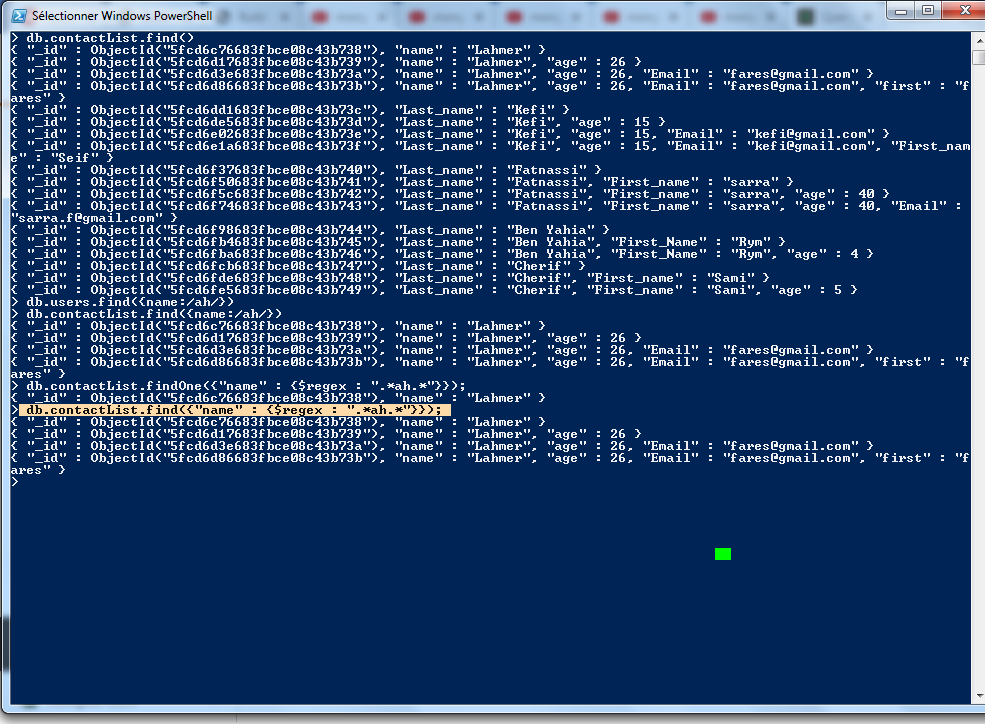 Sélectionner Windows PowerShell
> db.contactList.find()
{ "_id" : ObjectId("5fcd6c76683fbce08c43b738"), "name" : "Lahmer" }
{ "_id" : ObjectId("5fcd6d17683fbce08c43b739"), "name" : "Lahmer", "age" : 26 }
{ "_id" : ObjectId("5fcd6d3e683fbce08c43b73a"), "name" : "Lahmer", "age" : 26, "Email" : "fares@gmail.com" }
{ "_id" : ObjectId("5fcd6d86683fbce08c43b73b"), "name" : "Lahmer", "age" : 26, "Email" : "fares@gmail.com", "first" : "f
ares" }
{ "_id" : ObjectId("5fcd6dd1683fbce08c43b73c"), "Last_name" : "Kefi" }
{ "_id" : ObjectId("5fcd6de5683fbce08c43b73d"), "Last_name" : "Kefi", "age" : 15 }
{ "_id" : ObjectId("5fcd6e02683fbce08c43b73e"), "Last_name" : "Kefi", "age" : 15, "Email" : "kefi@gmail.com" }
{ "_id" : ObjectId("5fcd6e1a683fbce08c43b73f"), "Last_name" : "Kefi", "age" : 15, "Email" : "kefi@gmail.com", "First_nam
e" : "Seif" }
{ "_id" : ObjectId("5fcd6f37683fbce08c43b740"), "Last_name" : "Fatnassi" }
{ "_id" : ObjectId("5fcd6f50683fbce08c43b741"), "Last_name" : "Fatnassi", "First_name" : "sarra" }
{ "_id" : ObjectId("5fcd6f5c683fbce08c43b742"), "Last_name" : "Fatnassi", "First_name" : "sarra", "age" : 40 }
{ "_id" : ObjectId("5fcd6f74683fbce08c43b743"), "Last_name" : "Fatnassi", "First_name" : "sarra", "age" : 40, "Email" :
"sarra.f@gmail.com" }
{ "_id" : ObjectId("5fcd6f98683fbce08c43b744"), "Last_name" : "Ben Yahia" }
{ "_id" : ObjectId("5fcd6fb4683fbce08c43b745"), "Last_name" : "Ben Yahia", "First_Name" : "Rym" }
{ "_id" : ObjectId("5fcd6fba683fbce08c43b746"), "Last_name" : "Ben Yahia", "First_Name" : "Rym", "age" : 4 }
{ "_id" : ObjectId("5fcd6fcb683fbce08c43b747"), "Last_name" : "Cherif" }
{ "_id" : ObjectId("5fcd6fde683fbce08c43b748"), "Last_name" : "Cherif", "First_name" : "Sami" }
{ "_id" : ObjectId("5fcd6fe5683fbce08c43b749"), "Last_name" : "Cherif", "First_name" : "Sami", "age" : 5 }
> db.users.find({name:/ah/})
> db.contactList.find({name:/ah/})
{ "_id" : ObjectId("5fcd6c76683fbce08c43b738"), "name" : "Lahmer" }
{ "_id" : ObjectId("5fcd6d17683fbce08c43b739"), "name" : "Lahmer", "age" : 26 }
{ "_id" : ObjectId("5fcd6d3e683fbce08c43b73a"), "name" : "Lahmer", "age" : 26, "Email" : "fares@gmail.com" }
{ "_id" : ObjectId("5fcd6d86683fbce08c43b73b"), "name" : "Lahmer", "age" : 26, "Email" : "fares@gmail.com", "first" : "f
ares" }
> db.contactList.findOne({"name" : {$regex : ".*ah.*"}});
{ "_id" : ObjectId("5fcd6c76683fbce08c43b738"), "name" : "Lahmer" }
> db.contactList.find({"name" : {$regex : ".*ah.*"}});
{ "_id" : ObjectId("5fcd6c76683fbce08c43b738"), "name" : "Lahmer" }
{ "_id" : ObjectId("5fcd6d17683fbce08c43b739"), "name" : "Lahmer", "age" : 26 }
{ "_id" : ObjectId("5fcd6d3e683fbce08c43b73a"), "name" : "Lahmer", "age" : 26, "Email" : "fares@gmail.com" }
{ "_id" : ObjectId("5fcd6d86683fbce08c43b73b"), "name" : "Lahmer", "age" : 26, "Email" : "fares@gmail.com", "first" : "f
ares" }
>